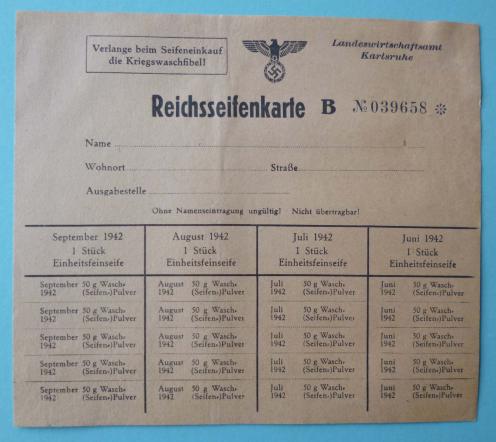 Verlange beim Seifeneinkauf
die Kriegswaschfibel!
Landeswirtschaftsamt
Karlsruhe
Reichsseifenkarte B № 039658 ✻
Name
Wohnort Straße
Ausgabestelle
Ohne Namenseintragung ungültig! Nicht übertragbar!
September 1942 August 1942 Juli 1942 Juni 1942
1 Stück 1 Stück 1 Stück 1 Stück
Einheitsfeinseife Einheitsfeinseife Einheitsfeinseife Einheitsfeinseife
September 50 g Wasch- August 50 g Wasch- Juli 50 g Wasch- Juni 50 g Wasch-
1942 (Seifen-)Pulver 1942 (Seifen-)Pulver 1942 (Seifen-)Pulver 1942 (Seifen-)Pulver
September 50 g Wasch- August 50 g Wasch- Juli 50 g Wasch- Juni 50 g Wasch-
1942 (Seifen-)Pulver 1942 (Seifen-)Pulver 1942 (Seifen-)Pulver 1942 (Seifen-)Pulver
September 50 g Wasch- August 50 g Wasch- Juli 50 g Wasch- Juni 50 g Wasch-
1942 (Seifen-)Pulver 1942 (Seifen-)Pulver 1942 (Seifen-)Pulver 1942 (Seifen-)Pulver
September 50 g Wasch- August 50 g Wasch- Juli 50 g Wasch- Juni 50 g Wasch-
1942 (Seifen-)Pulver 1942 (Seifen-)Pulver 1942 (Seifen-)Pulver 1942 (Seifen-)Pulver
September 50 g Wasch- August 50 g Wasch- Juli 50 g Wasch- Juni 50 g Wasch-
1942 (Seifen-)Pulver 1942 (Seifen-)Pulver 1942 (Seifen-)Pulver 1942 (Seifen-)Pulver